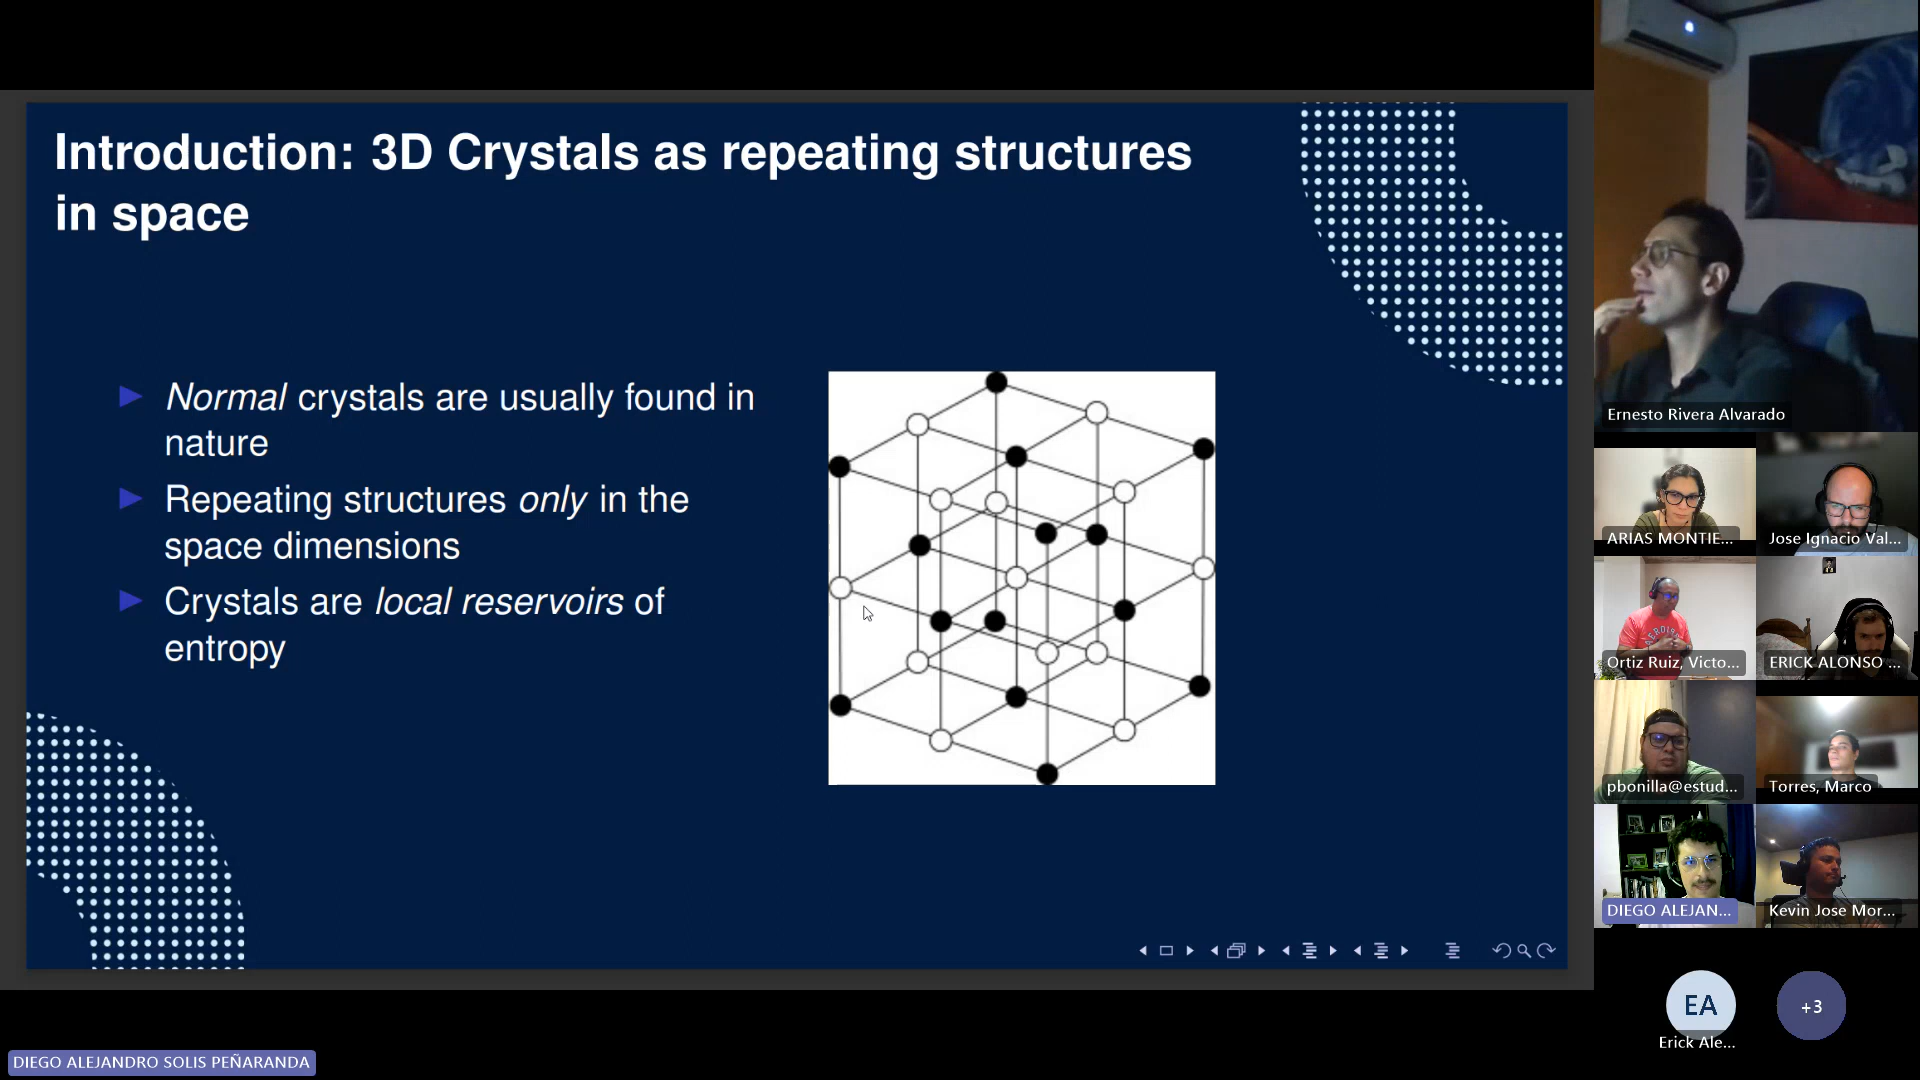 Introduction: 3D Crystals as repeating structures
in space
Normal crystals are usually found in
nature
Repeating structures only in the
space dimensions
Crystals are local reservoirs of
entropy
Ernesto Rivera Alvarado
ARIAS MONTIE...
Jose Ignacio Val...
Ortiz Ruiz, Victo...
ERICK ALONSO ...
pbonilla@estud...
Torres, Marco
DIEGO ALEJAN...
Kevin Jose Mor...
EA
+3
Erick Ale...
DIEGO ALEJANDRO SOLIS PEÑARANDA